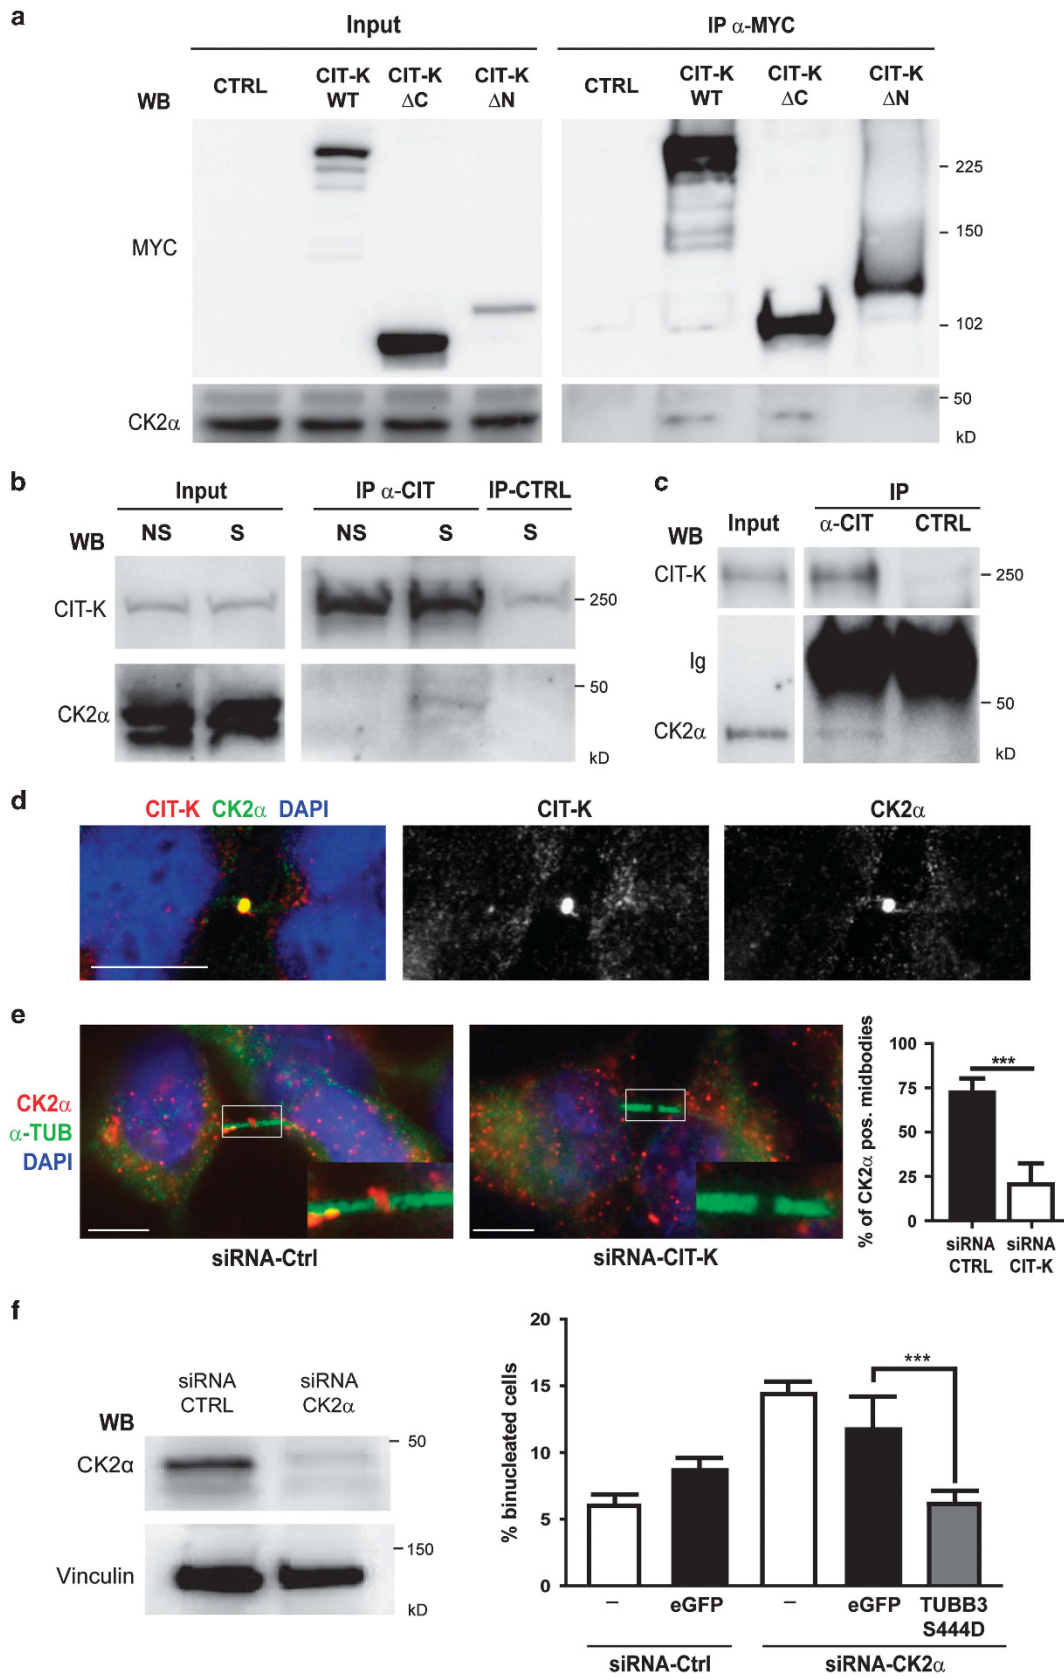 a
Input
IP α-MYC
WB
CTRL
CIT-K WT
CIT-K ΔC
CIT-K ΔN
CTRL
CIT-K WT
CIT-K ΔC
CIT-K ΔN
MYC
225
150
102
CK2α
50
kD
b
Input
IP α-CIT
IP-CTRL
WB
NS
S
NS
S
S
CIT-K
250
CK2α
50
kD
c
IP
WB
Input
α-CIT
CTRL
CIT-K
250
Ig
50
CK2α
kD
d
CIT-K CK2α DAPI
CIT-K
CK2α
e
CK2α
α-TUB
DAPI
siRNA-Ctrl
siRNA-CIT-K
% of CK2α pos. midbodies
100
75
50
25
0
***
siRNA CTRL
siRNA CIT-K
f
WB
siRNA CTRL
siRNA CK2α
CK2α
50
Vinculin
150
kD
% binucleated cells
20
15
10
5
0
***
–
eGFP
–
eGFP
TUBB3 S444D
siRNA-Ctrl
siRNA-CK2α